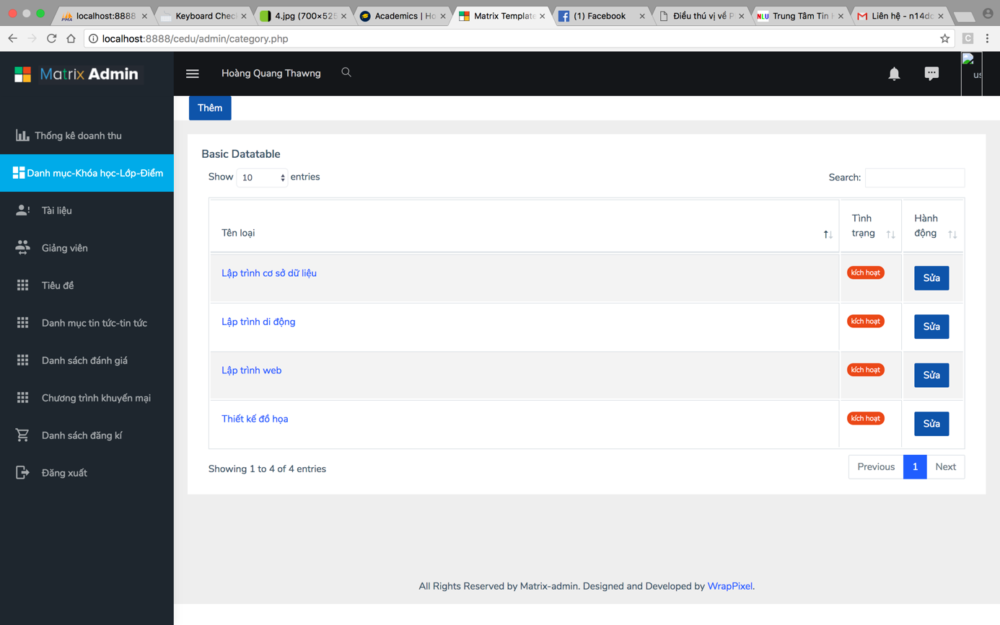 localhost:8888
Keyboard Chec
4.jpg (700×525
Academics | Ho
Matrix Template
(1) Facebook
Điều thú vị về P
Trung Tâm Tin H
Liên hệ - n14dc
localhost:8888/cedu/admin/category.php
Matrix Admin
Hoàng Quang Thawng
us
Thêm
Thống kê doanh thu
Danh mục-Khóa học-Lớp-Điểm
Tài liệu
Giảng viên
Tiêu đề
Danh mục tin tức-tin tức
Danh sách đánh giá
Chương trình khuyến mại
Danh sách đăng kí
Đăng xuất
Basic Datatable
Show 10 entries
Search:
Tên loại
Tình trạng
Hành động
Lập trình cơ sở dữ liệu kích hoạt Sửa
Lập trình di động kích hoạt Sửa
Lập trình web kích hoạt Sửa
Thiết kế đồ họa kích hoạt Sửa
Showing 1 to 4 of 4 entries
Previous 1 Next
All Rights Reserved by Matrix-admin. Designed and Developed by WrapPixel.